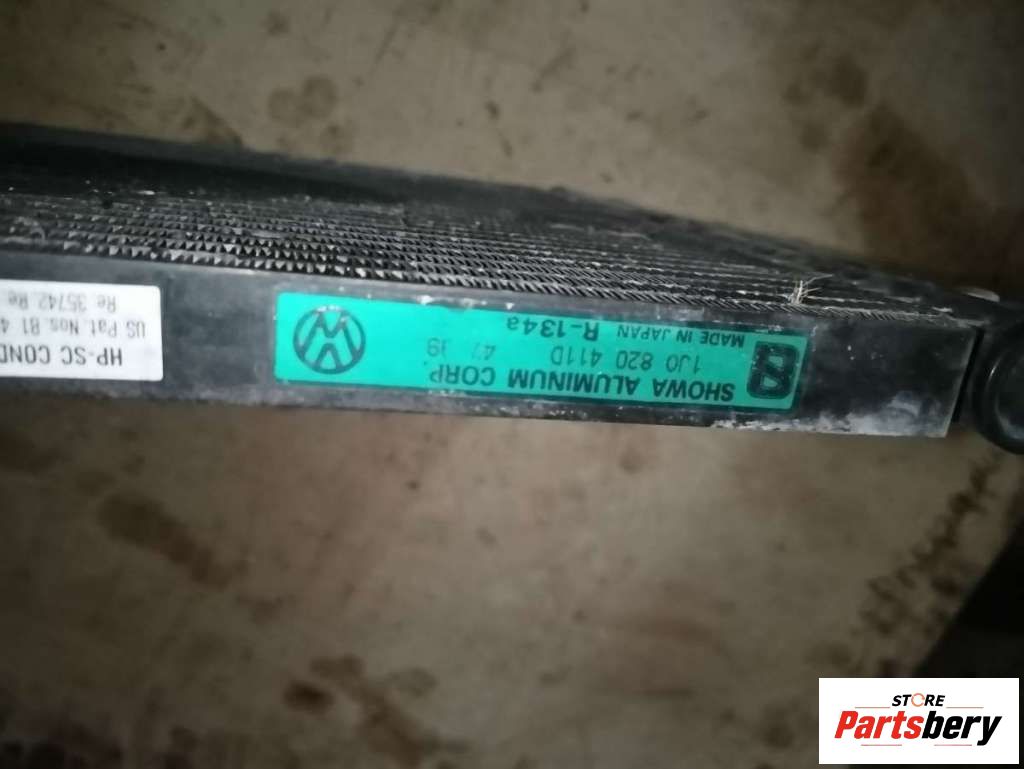 SHOWA ALUMINUM CORP
1J0 820 411D
MADE IN JAPAN R-134a
HP-SC COND
US Pat. Nos. 81 4
Re 35742 Re
STORE
Partsbery